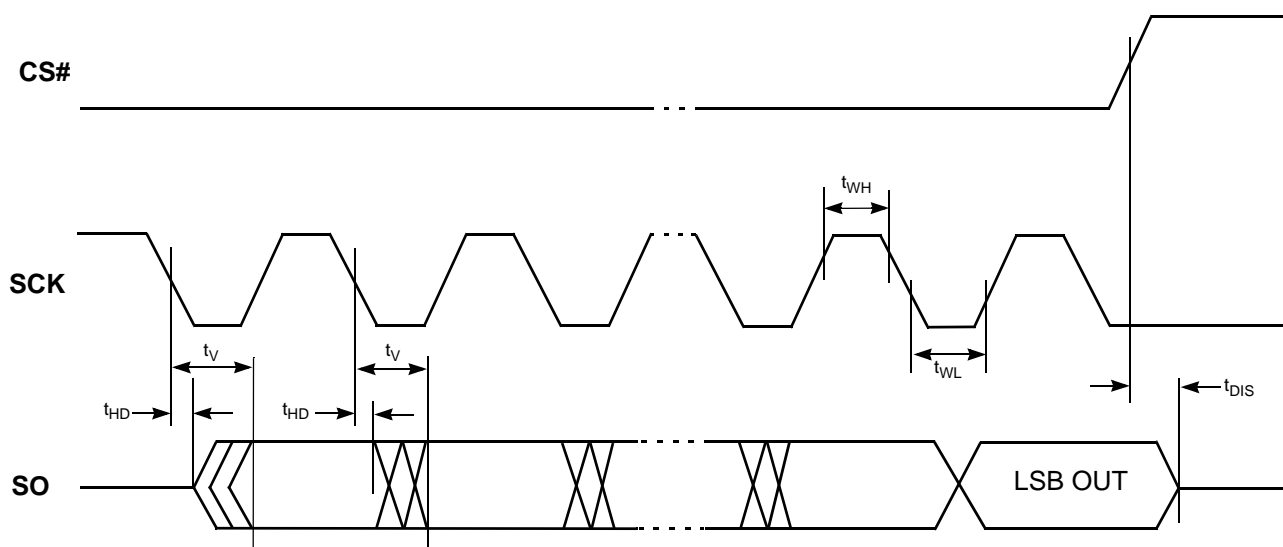 CS#
tWH
SCK
tV
tV
tWL
tHD
tHD
tDIS
SO
LSB OUT